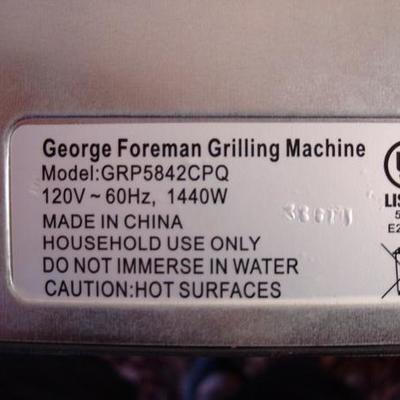 George Foreman Grilling Machine
Model:GRP5842CPQ
120V ~ 60Hz, 1440W
MADE IN CHINA
HOUSEHOLD USE ONLY
DO NOT IMMERSE IN WATER
CAUTION:HOT SURFACES